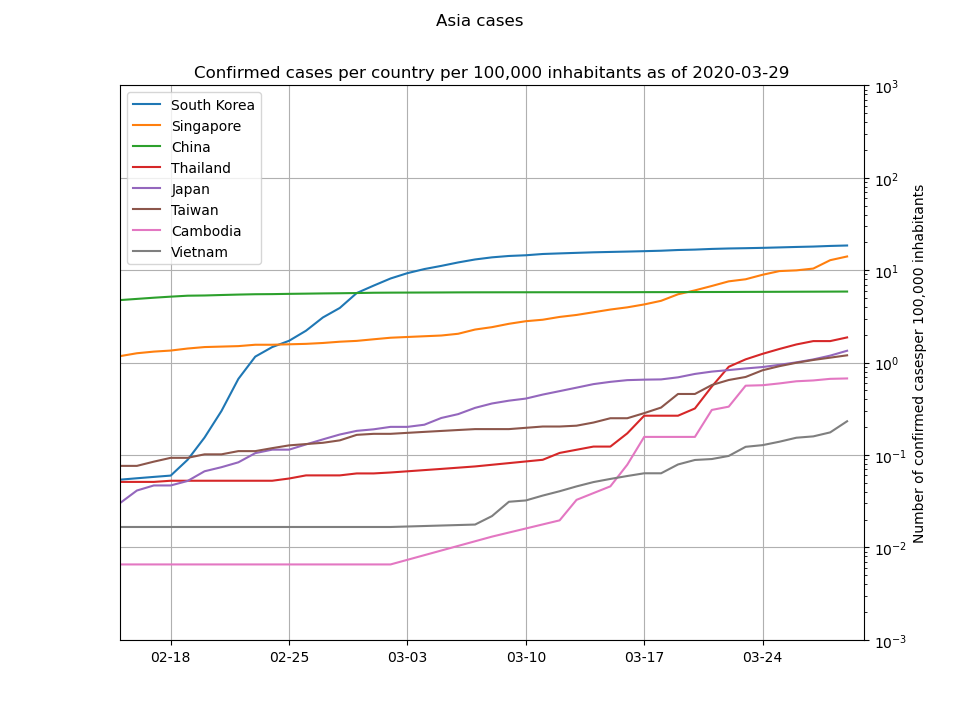 Asia cases
Confirmed cases per country per 100,000 inhabitants as of 2020-03-29
South Korea
Singapore
China
Thailand
Japan
Taiwan
Cambodia
Vietnam
10³
10²
10¹
10⁰
10⁻¹
10⁻²
10⁻³
Number of confirmed casesper 100,000 inhabitants
02-18 02-25 03-03 03-10 03-17 03-24